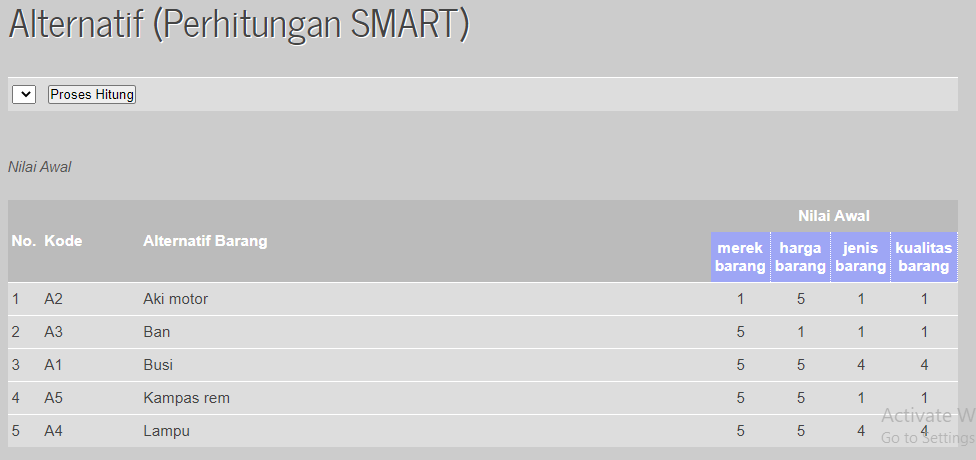 Alternatif (Perhitungan SMART)
Proses Hitung
Nilai Awal
No. Kode Alternatif Barang Nilai Awal
merek barang harga barang jenis barang kualitas barang
1 A2 Aki motor 1 5 1 1
2 A3 Ban 5 1 1 1
3 A1 Busi 5 5 4 4
4 A5 Kampas rem 5 5 1 1
5 A4 Lampu 5 5 4 4
Activate W
Go to Settings